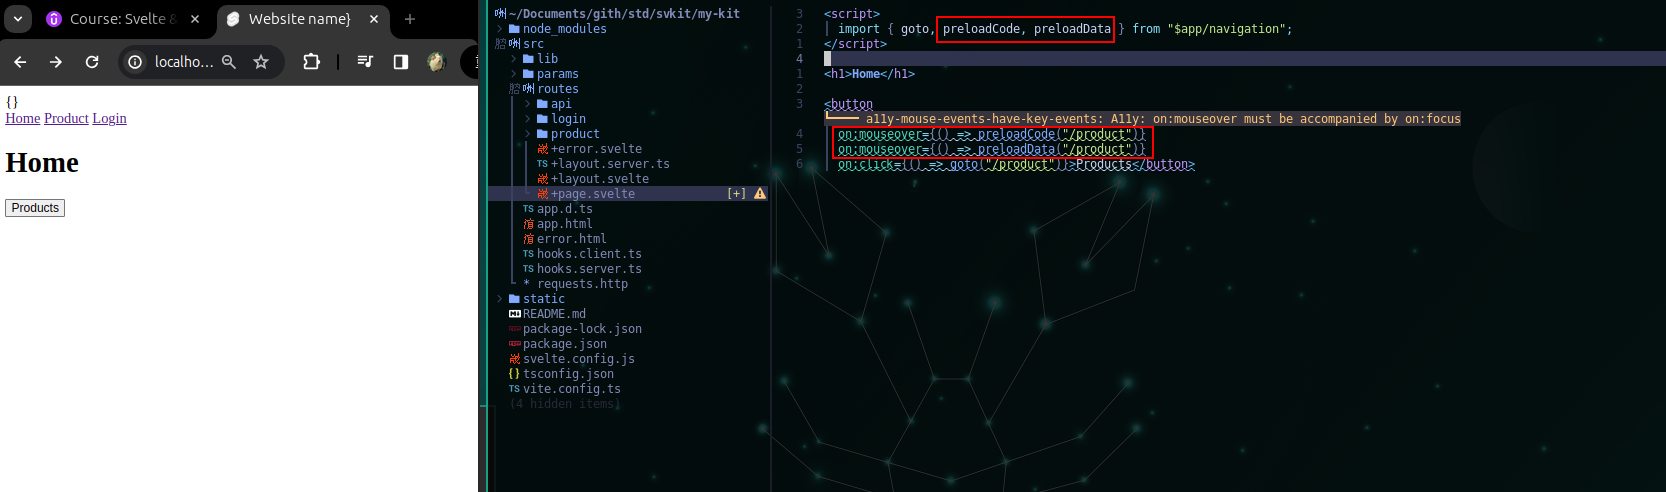 Course: Svelte &
Website name}
localho...
{}
Home Product Login
Home
Products
~/Documents/gith/std/svkit/my-kit
node_modules
src
lib
params
routes
api
login
product
+error.svelte
TS +layout.server.ts
+layout.svelte
+page.svelte [+]
TS app.d.ts
app.html
error.html
TS hooks.client.ts
TS hooks.server.ts
* requests.http
static
README.md
package-lock.json
package.json
svelte.config.js
{} tsconfig.json
TS vite.config.ts
(4 hidden items)
3 <script>
2 import { goto, preloadCode, preloadData } from "$app/navigation";
1 </script>
4
1 <h1>Home</h1>
2
3 <button
a11y-mouse-events-have-key-events: A11y: on:mouseover must be accompanied by on:focus
4 on:mouseover={() => preloadCode("/product")}
5 on:mouseover={() => preloadData("/product")}
6 on:click={() => goto("/product")}>Products</button>